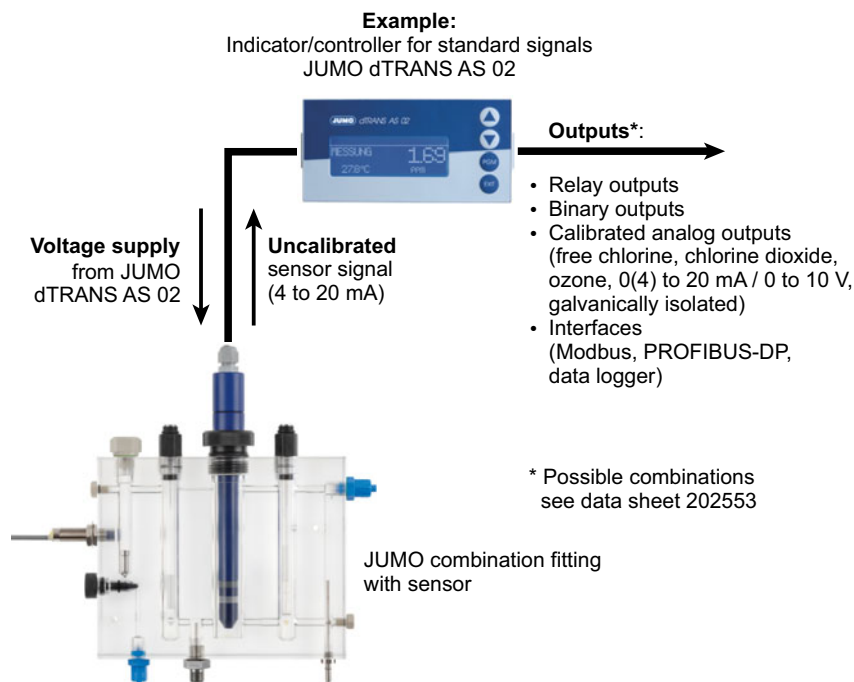 Example:
Indicator/controller for standard signals
JUMO dTRANS AS 02
JUMO dTRANS AS 02
MESSUNG 1.69
27.8°C PPB
PGM
EXIT
Outputs*:
• Relay outputs
• Binary outputs
• Calibrated analog outputs
(free chlorine, chlorine dioxide,
ozone, 0(4) to 20 mA / 0 to 10 V,
galvanically isolated)
• Interfaces
(Modbus, PROFIBUS-DP,
data logger)
Voltage supply
from JUMO
dTRANS AS 02
Uncalibrated
sensor signal
(4 to 20 mA)
* Possible combinations
see data sheet 202553
JUMO combination fitting
with sensor